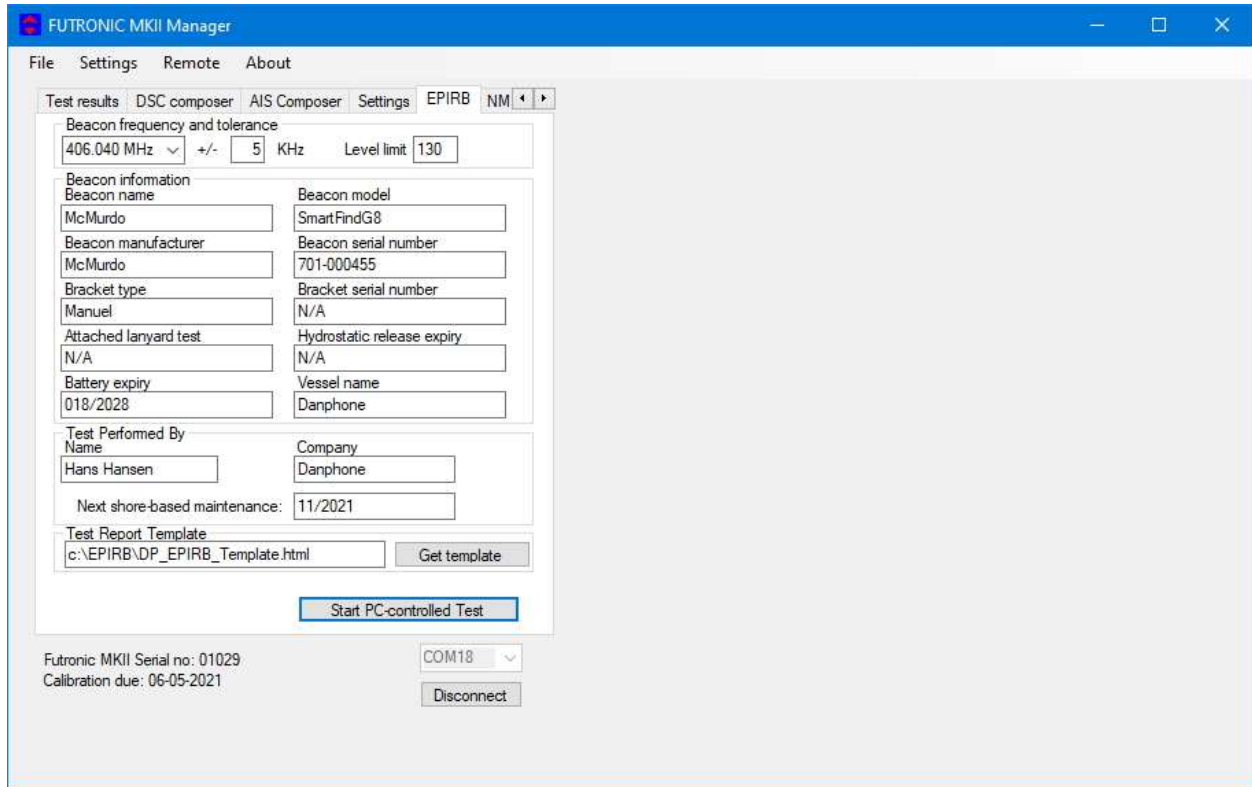 FUTRONIC MKII Manager
File Settings Remote About
Test results DSC composer AIS Composer Settings EPIRB NM
Beacon frequency and tolerance
406.040 MHz +/- 5 KHz Level limit 130
Beacon information
Beacon name Beacon model
McMurdo SmartFindG8
Beacon manufacturer Beacon serial number
McMurdo 701-000455
Bracket type Bracket serial number
Manuel N/A
Attached lanyard test Hydrostatic release expiry
N/A N/A
Battery expiry Vessel name
018/2028 Danphone
Test Performed By
Name Company
Hans Hansen Danphone
Next shore-based maintenance: 11/2021
Test Report Template
c:\EPIRB\DP_EPIRB_Template.html Get template
Start PC-controlled Test
Futronic MKII Serial no: 01029 COM18
Calibration due: 06-05-2021
Disconnect